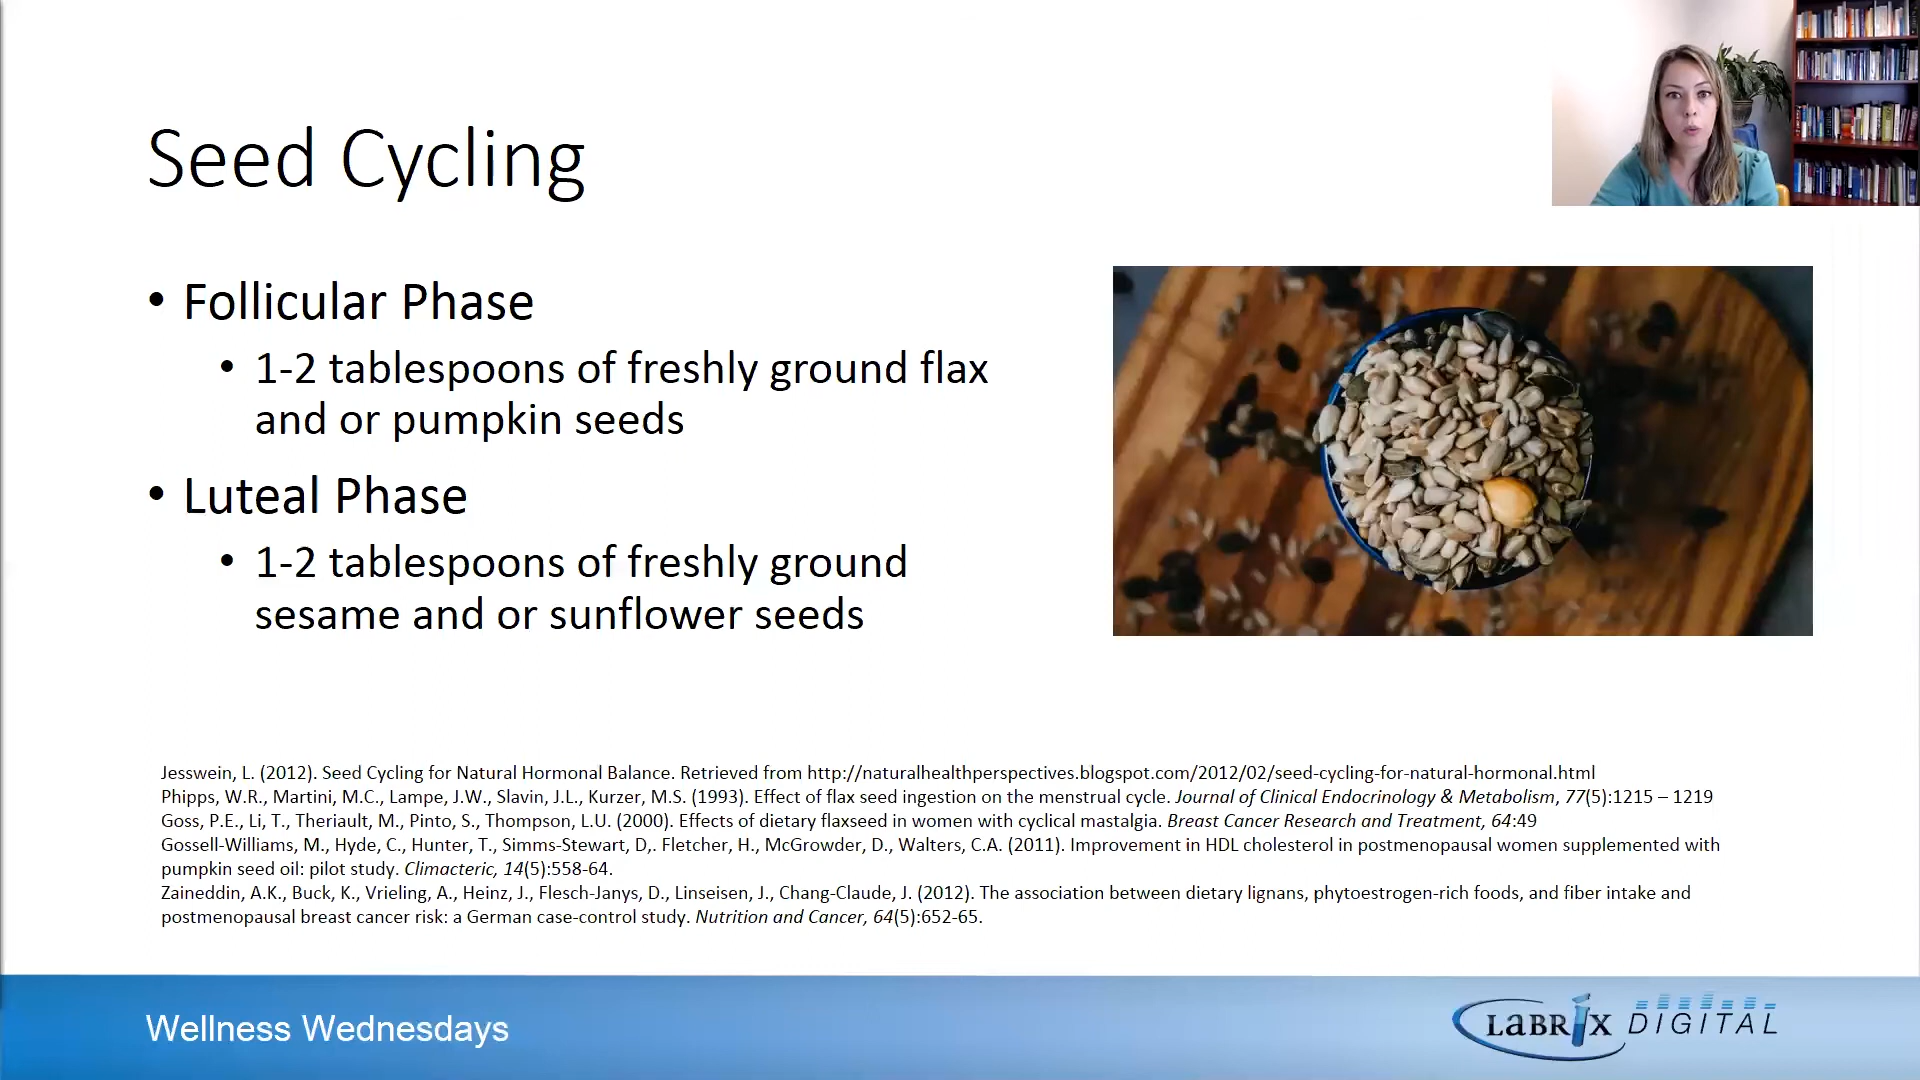 Seed Cycling
• Follicular Phase
• 1-2 tablespoons of freshly ground flax
and or pumpkin seeds
• Luteal Phase
• 1-2 tablespoons of freshly ground
sesame and or sunflower seeds
Jesswein, L. (2012). Seed Cycling for Natural Hormonal Balance. Retrieved from http://naturalhealthperspectives.blogspot.com/2012/02/seed-cycling-for-natural-hormonal.html
Phipps, W.R., Martini, M.C., Lampe, J.W., Slavin, J.L., Kurzer, M.S. (1993). Effect of flax seed ingestion on the menstrual cycle. Journal of Clinical Endocrinology & Metabolism, 77(5):1215 – 1219
Goss, P.E., Li, T., Theriault, M., Pinto, S., Thompson, L.U. (2000). Effects of dietary flaxseed in women with cyclical mastalgia. Breast Cancer Research and Treatment, 64:49
Gossell-Williams, M., Hyde, C., Hunter, T., Simms-Stewart, D,. Fletcher, H., McGrowder, D., Walters, C.A. (2011). Improvement in HDL cholesterol in postmenopausal women supplemented with
pumpkin seed oil: pilot study. Climacteric, 14(5):558-64.
Zaineddin, A.K., Buck, K., Vrieling, A., Heinz, J., Flesch-Janys, D., Linseisen, J., Chang-Claude, J. (2012). The association between dietary lignans, phytoestrogen-rich foods, and fiber intake and
postmenopausal breast cancer risk: a German case-control study. Nutrition and Cancer, 64(5):652-65.
Wellness Wednesdays
LABRIX DIGITAL